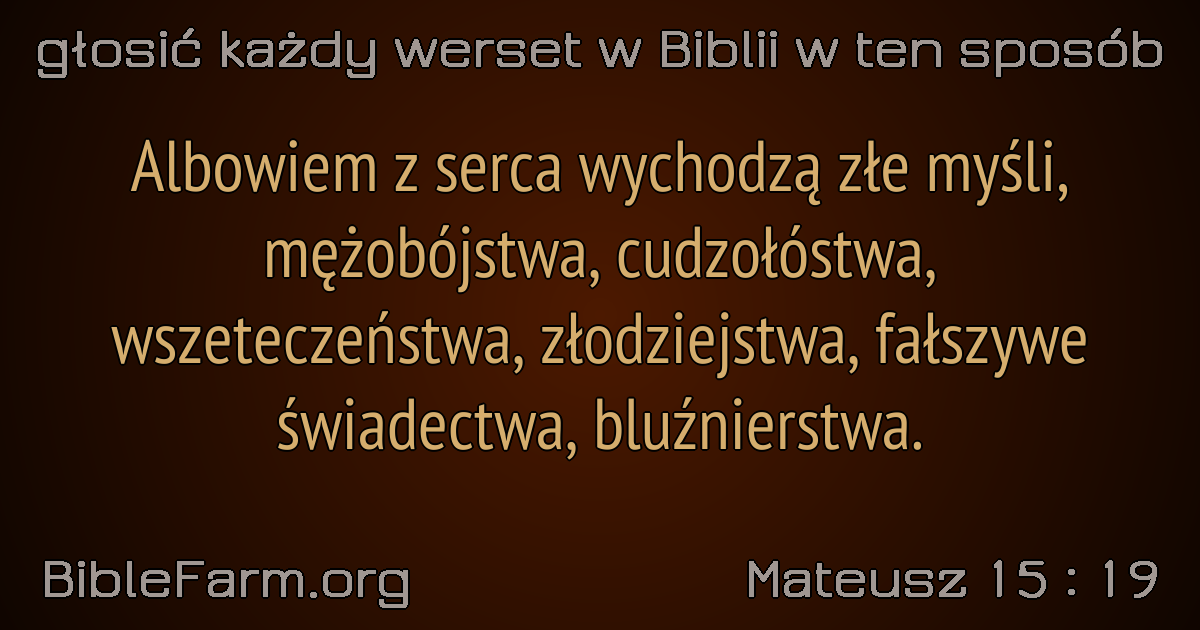 głosić każdy werset w Biblii w ten sposób
Albowiem z serca wychodzą złe myśli,
mężobójstwa, cudzołóstwa,
wszeteczeństwa, złodziejstwa, fałszywe
świadectwa, bluźnierstwa.
BibleFarm.org
Mateusz 15 : 19